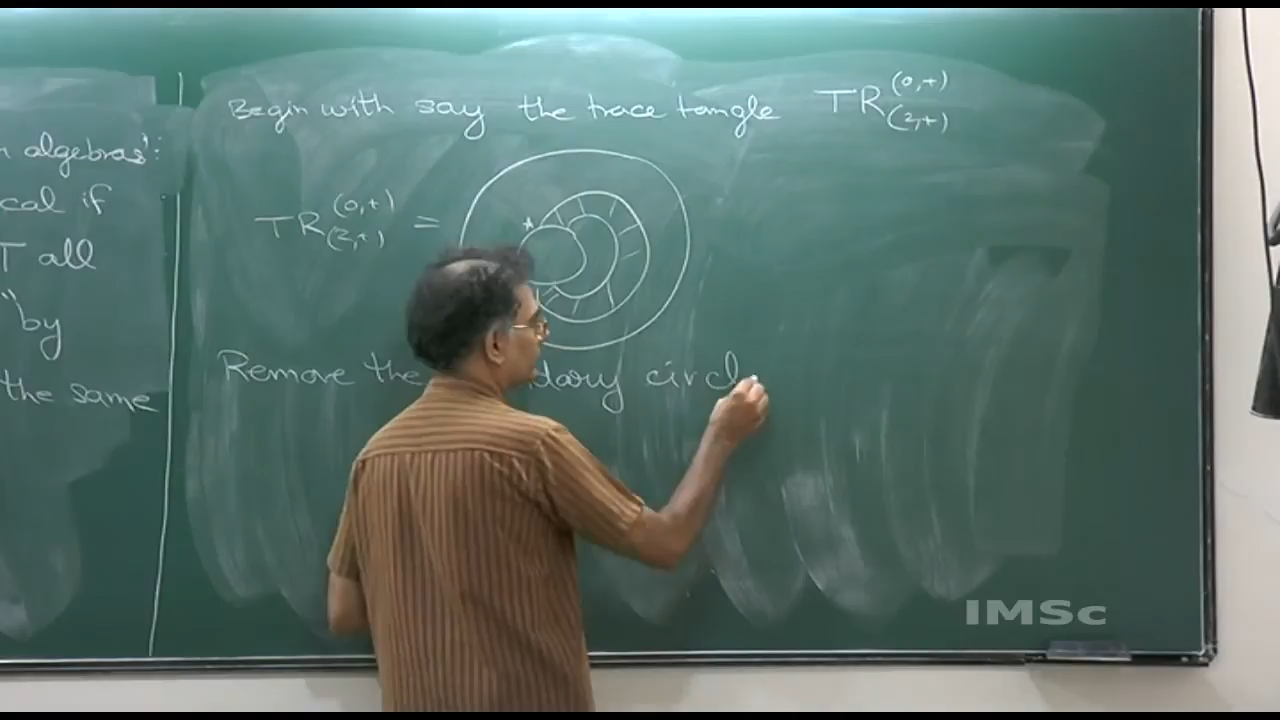 n algebras':
cal if
T all
" by
the same
Begin with say the trace tangle TR^{(0,+)}_{(2,+)}
TR^{(0,+)}_{(2,+)} =
*
Remove the dary circl
IMSc